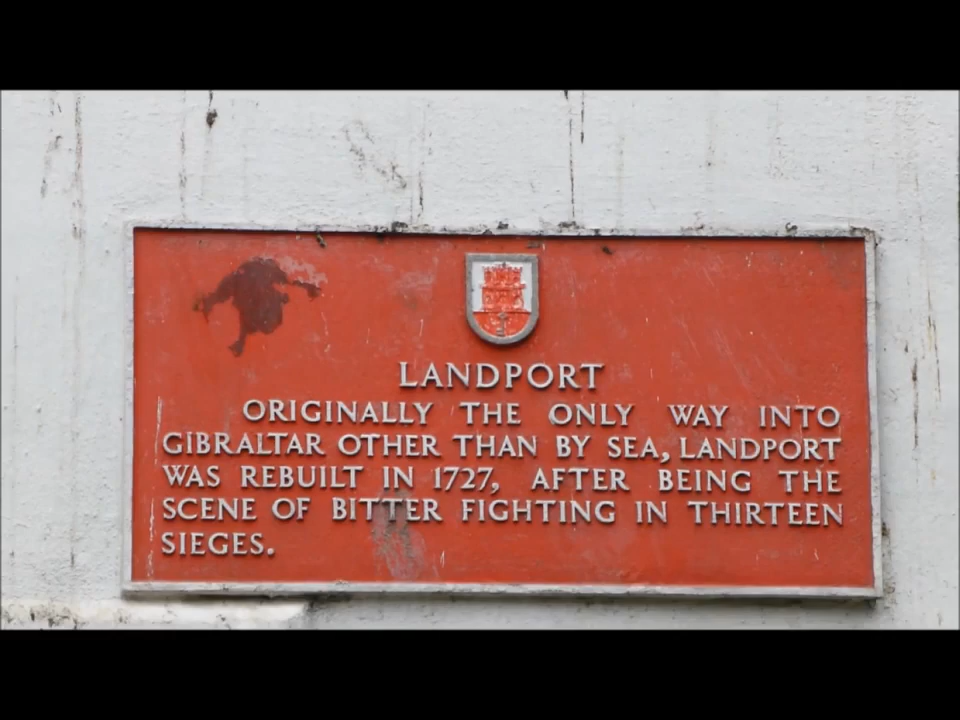 LANDPORT
ORIGINALLY THE ONLY WAY INTO
GIBRALTAR OTHER THAN BY SEA, LANDPORT
WAS REBUILT IN 1727, AFTER BEING THE
SCENE OF BITTER FIGHTING IN THIRTEEN
SIEGES.